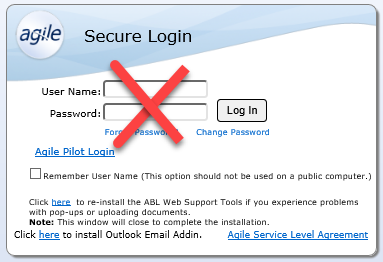 agile
Secure Login
User Name:
Password:
Log In
Forgot Password? Change Password
Agile Pilot Login
Remember User Name (This option should not be used on a public computer.)
Click here to re-install the ABL Web Support Tools if you experience problems
with pop-ups or uploading documents.
Note: This window will close to complete the installation.
Click here to install Outlook Email Addin. Agile Service Level Agreement